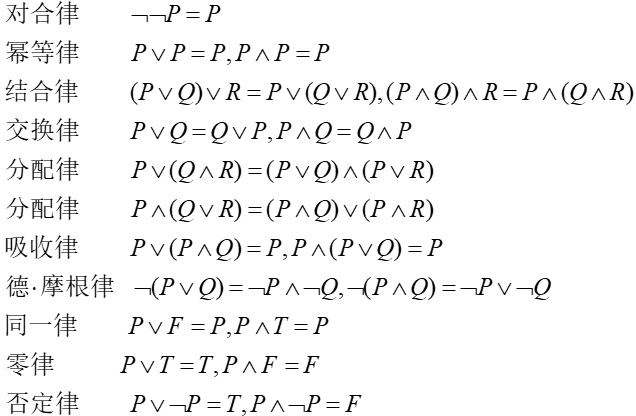 对合律 ¬¬P = P
幂等律 P ∨ P = P, P ∧ P = P
结合律 (P ∨ Q) ∨ R = P ∨ (Q ∨ R), (P ∧ Q) ∧ R = P ∧ (Q ∧ R)
交换律 P ∨ Q = Q ∨ P, P ∧ Q = Q ∧ P
分配律 P ∨ (Q ∧ R) = (P ∨ Q) ∧ (P ∨ R)
分配律 P ∧ (Q ∨ R) = (P ∧ Q) ∨ (P ∧ R)
吸收律 P ∨ (P ∧ Q) = P, P ∧ (P ∨ Q) = P
德·摩根律 ¬(P ∨ Q) = ¬P ∧ ¬Q, ¬(P ∧ Q) = ¬P ∨ ¬Q
同一律 P ∨ F = P, P ∧ T = P
零律 P ∨ T = T, P ∧ F = F
否定律 P ∨ ¬P = T, P ∧ ¬P = F